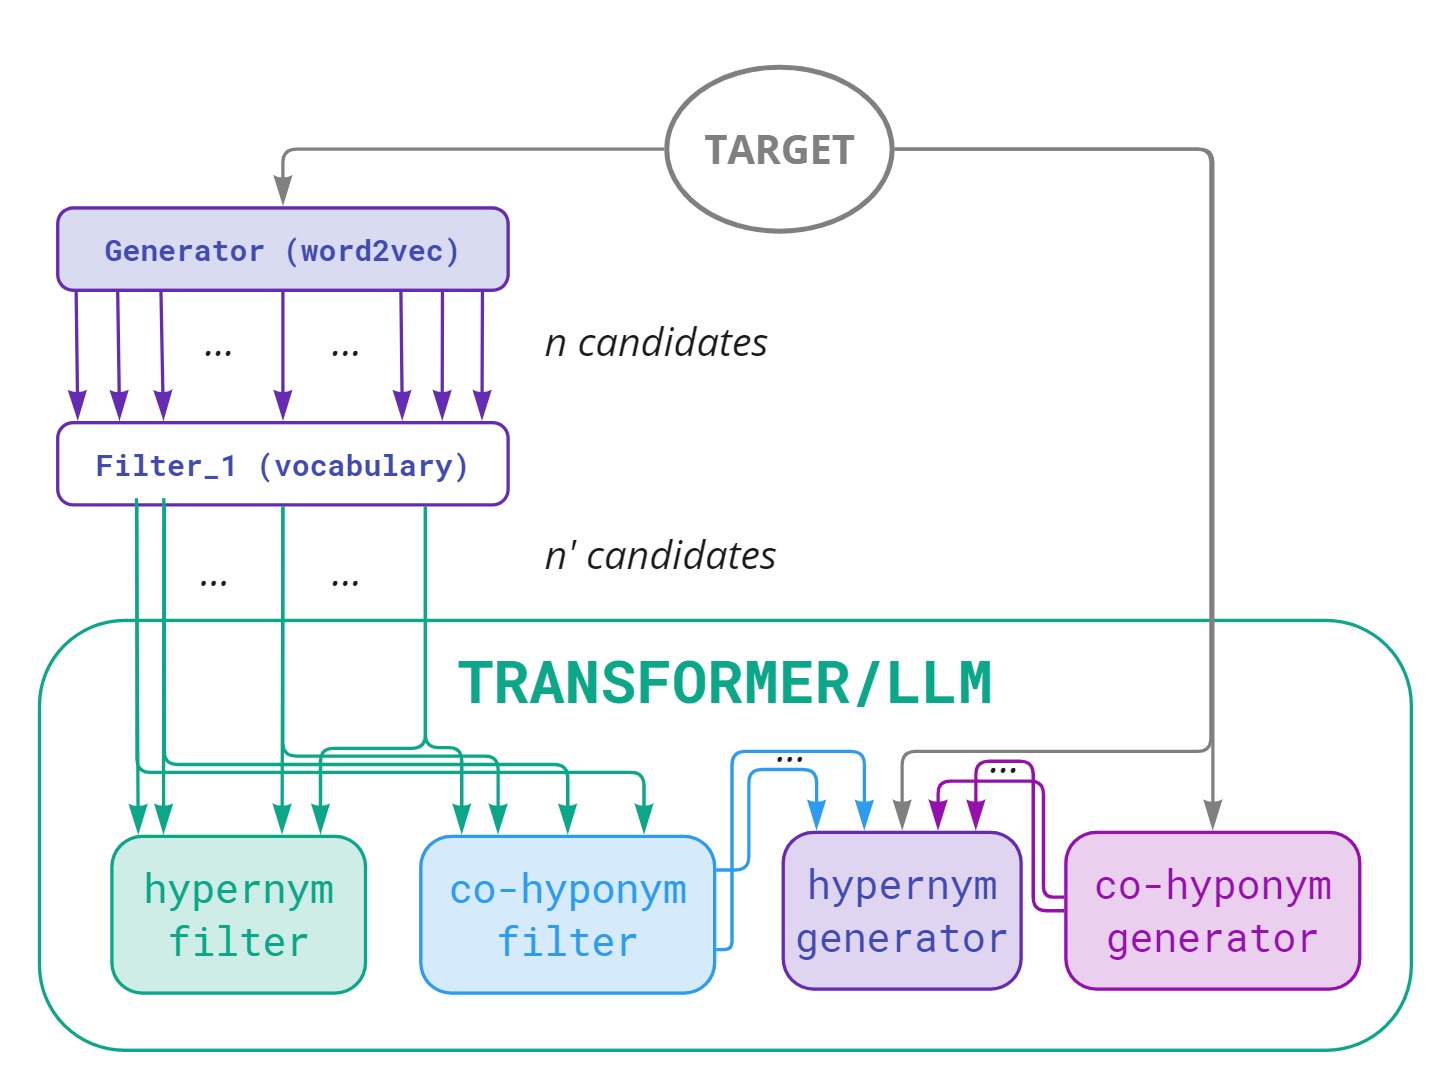 TARGET
Generator (word2vec)
... ...
n candidates
Filter_1 (vocabulary)
n' candidates
... ...
TRANSFORMER/LLM
... ...
hypernym
filter
co-hyponym
filter
hypernym
generator
co-hyponym
generator